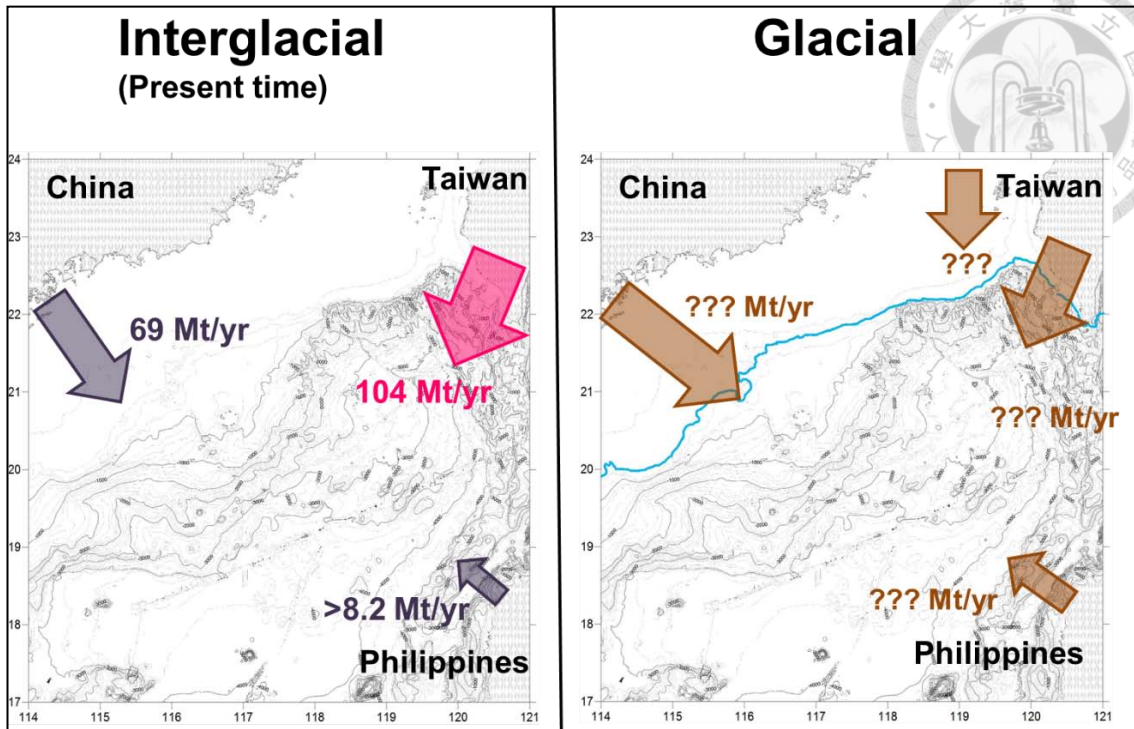 Interglacial
(Present time)
24
23
22
21
20
19
18
17
114
115
116
117
118
119
120
121
China
Taiwan
69 Mt/yr
104 Mt/yr
>8.2 Mt/yr
Philippines
Glacial
24
23
22
21
20
19
18
17
114
115
116
117
118
119
120
121
China
Taiwan
???
??? Mt/yr
??? Mt/yr
??? Mt/yr
Philippines